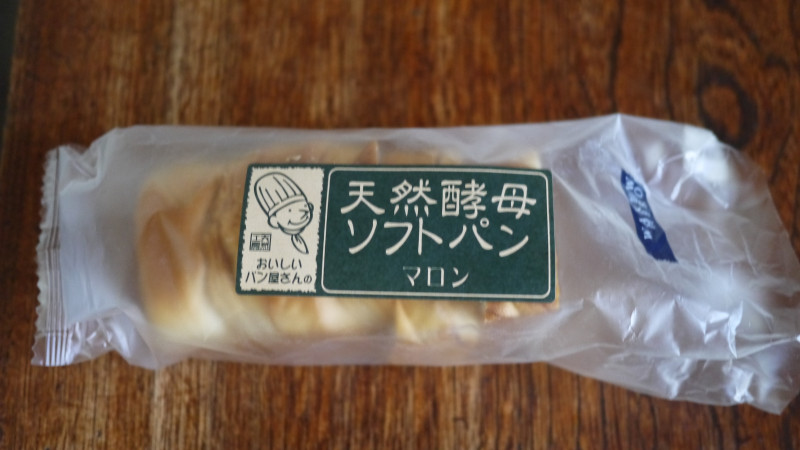 天然酵母
ソフトパン
マロン
おいしい
パン屋さんの